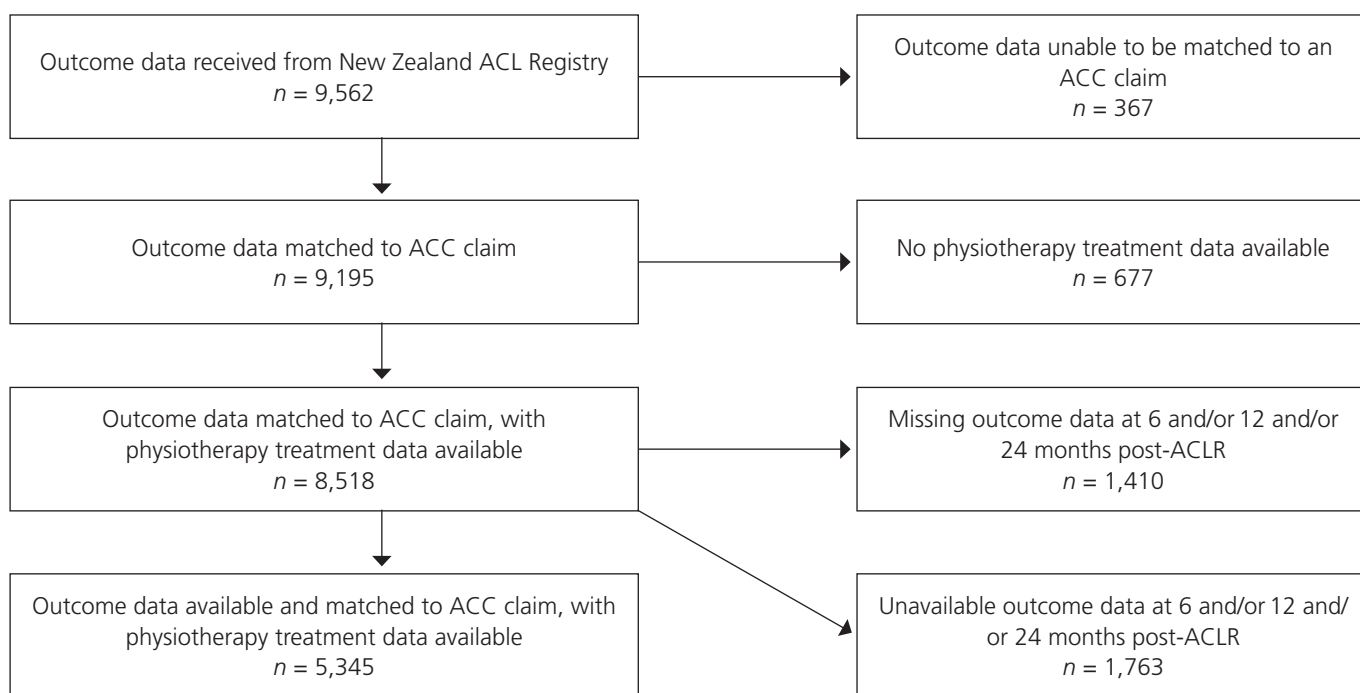 Outcome data received from New Zealand ACL Registry
n = 9,562
Outcome data unable to be matched to an
ACC claim
n = 367
Outcome data matched to ACC claim
n = 9,195
No physiotherapy treatment data available
n = 677
Outcome data matched to ACC claim, with
physiotherapy treatment data available
n = 8,518
Missing outcome data at 6 and/or 12 and/or
24 months post-ACLR
n = 1,410
Outcome data available and matched to ACC claim, with
physiotherapy treatment data available
n = 5,345
Unavailable outcome data at 6 and/or 12 and/
or 24 months post-ACLR
n = 1,763